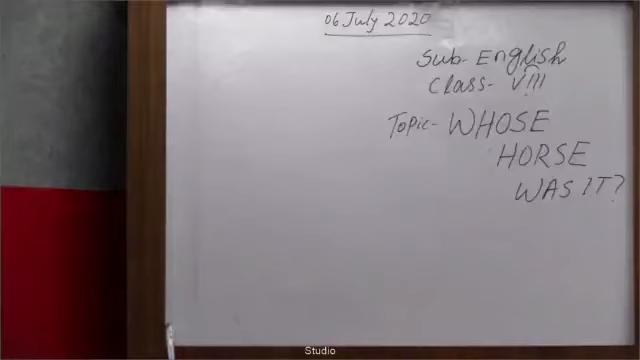 06 July 2020
Sub- English
Class- VIII
Topic- WHOSE
HORSE
WAS IT?
Studio